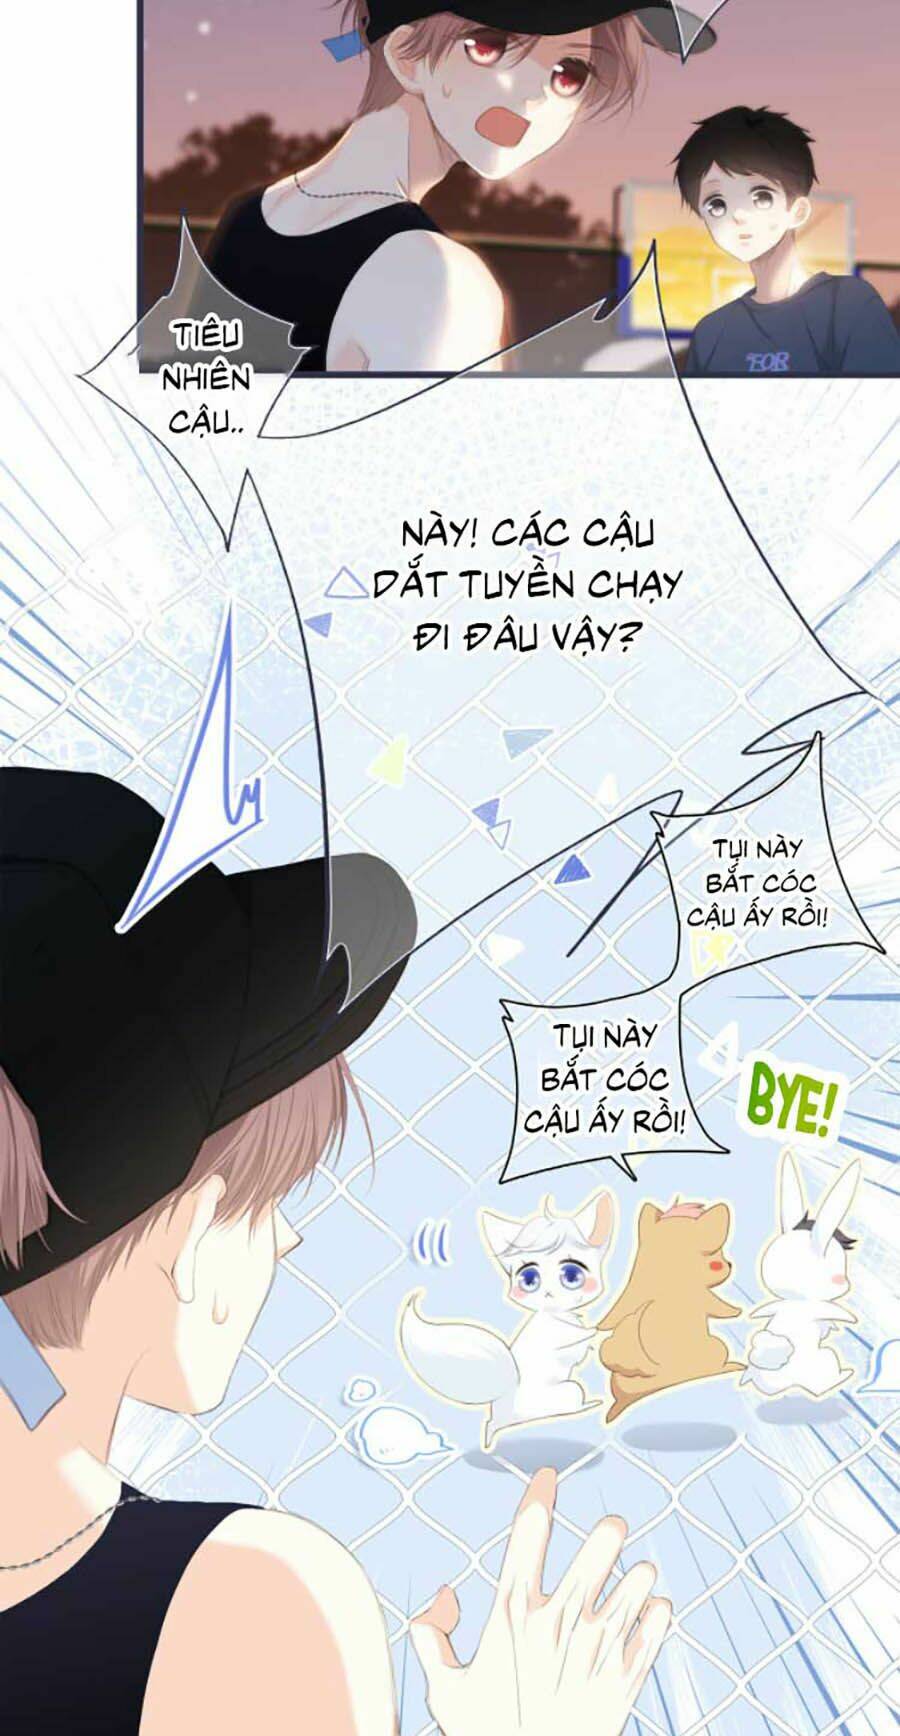 FOR
TIÊU
NHIÊN
CẬU..
NÀY! CÁC CẬU
DẮT TUYỀN CHẠY
ĐI ĐÂU VẬY?
TỤI NÀY
BẮT CÓC
CẬU ẤY RỒI!
TỤI NÀY
BẮT CÓC
CẬU ẤY RỒI!
BYE!